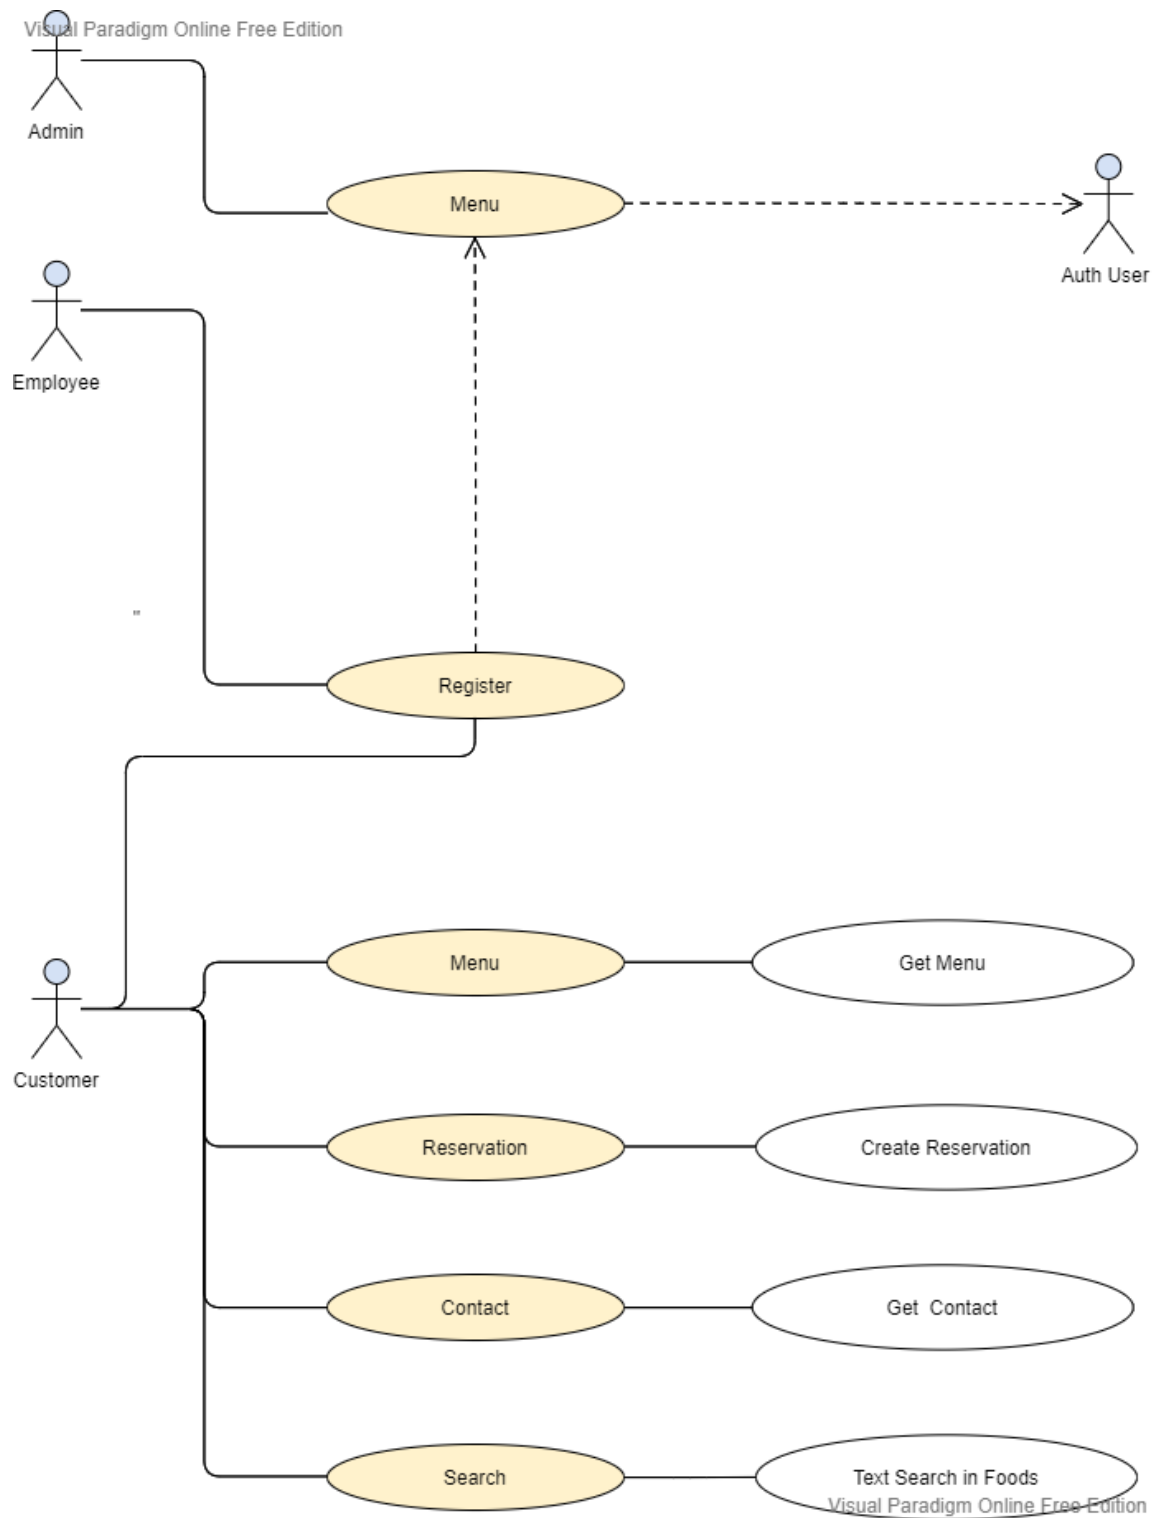 Visual Paradigm Online Free Edition
Admin
Menu
Auth User
Employee
"
Register
Menu
Get Menu
Customer
Reservation
Create Reservation
Contact
Get  Contact
Search
Text Search in Foods
Visual Paradigm Online Free Edition